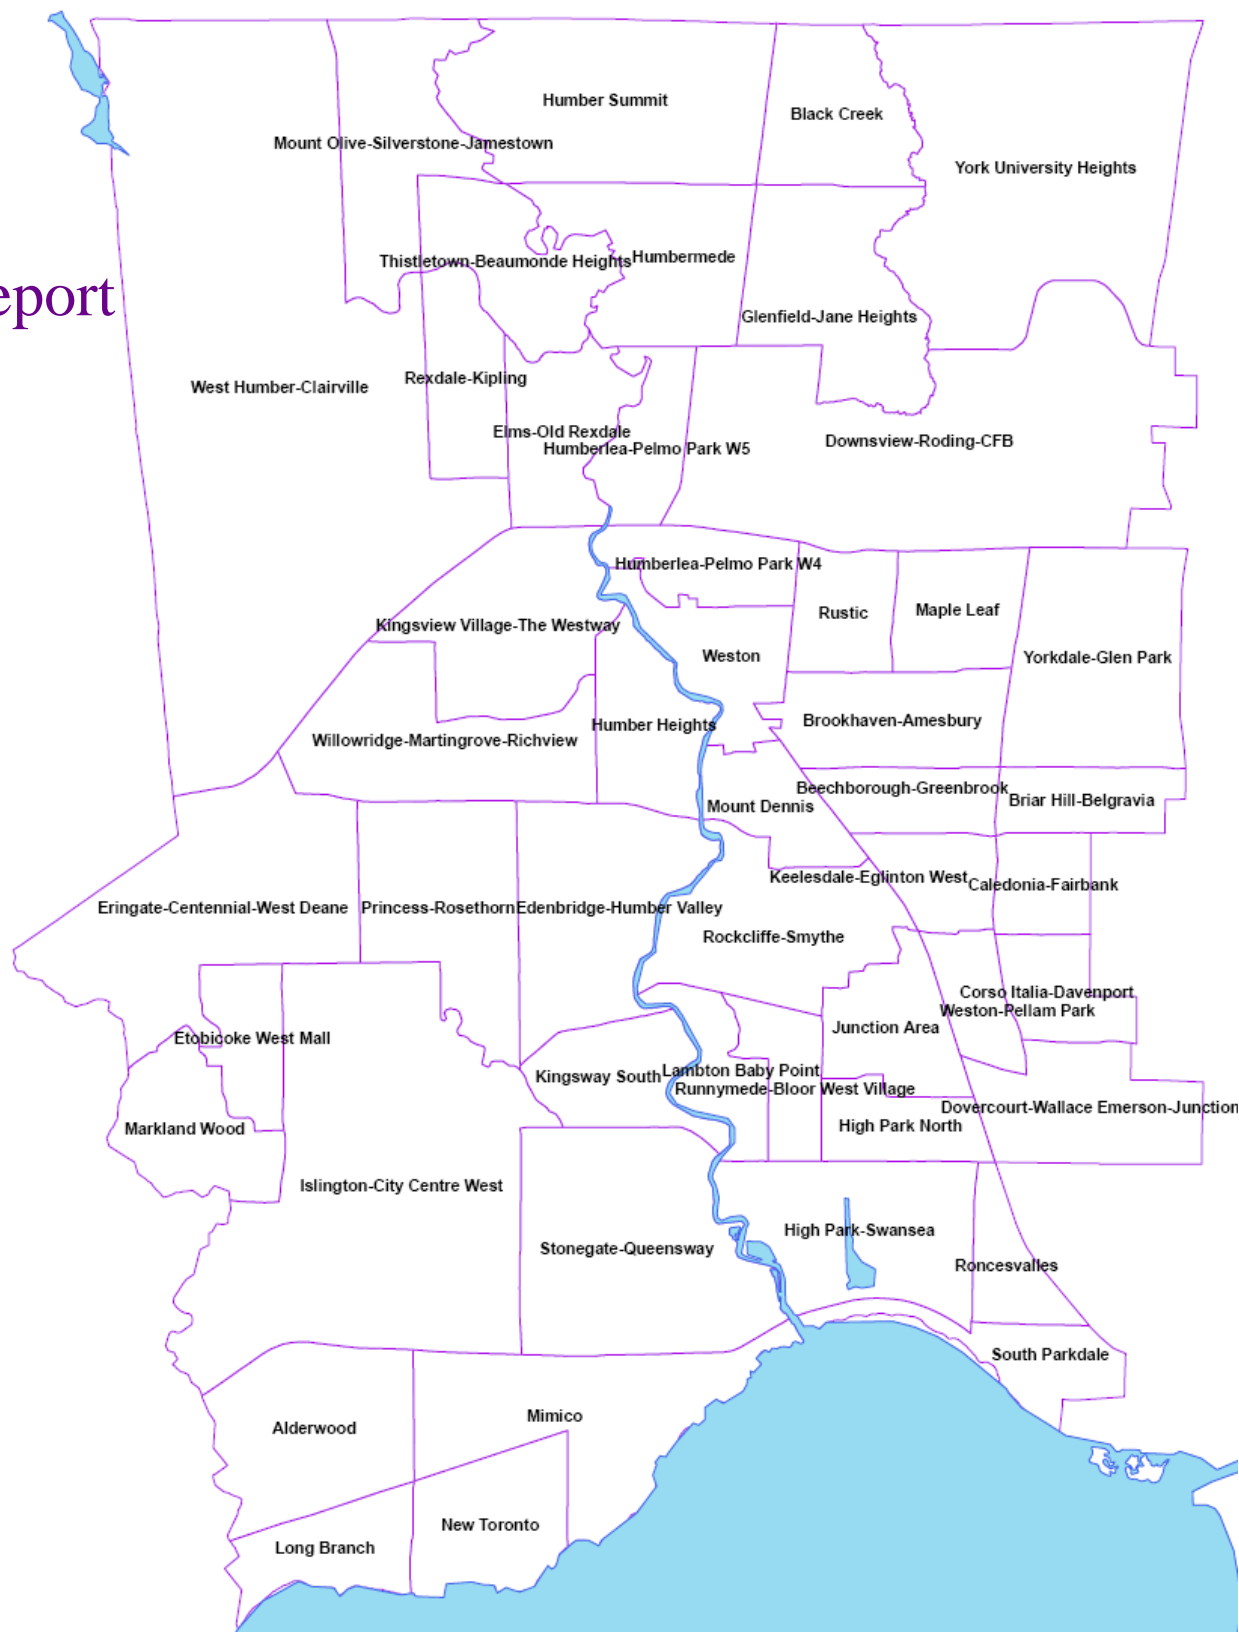 Humber Summit
Black Creek
Mount Olive-Silverstone-Jamestown
York University Heights
Thistletown-Beaumonde Heights
Humbermede
eport
Glenfield-Jane Heights
West Humber-Clairville
Rexdale-Kipling
Elms-Old Rexdale
Humberlea-Pelmo Park W5
Downsview-Roding-CFB
Humberlea-Pelmo Park W4
Rustic
Maple Leaf
Kingsview Village-The Westway
Weston
Yorkdale-Glen Park
Humber Heights
Brookhaven-Amesbury
Willowridge-Martingrove-Richview
Beechborough-Greenbrook
Briar Hill-Belgravia
Mount Dennis
Keelesdale-Eglinton West
Caledonia-Fairbank
Eringate-Centennial-West Deane
Princess-Rosethorn
Edenbridge-Humber Valley
Rockcliffe-Smythe
Corso Italia-Davenport
Weston-Pellam Park
Junction Area
Etobicoke West Mall
Kingsway South
Lambton Baby Point
Runnymede-Bloor West Village
Dovercourt-Wallace Emerson-Junction
Markland Wood
High Park North
Islington-City Centre West
High Park-Swansea
Stonegate-Queensway
Roncesvalles
South Parkdale
Mimico
Alderwood
New Toronto
Long Branch